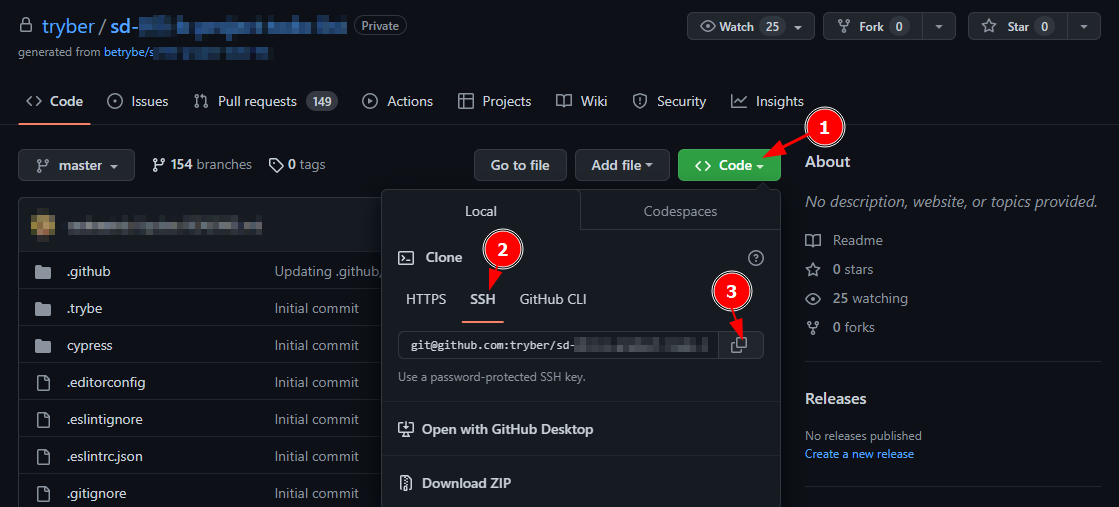 tryber / sd- Private
Watch 25
Fork 0
Star 0
generated from betrybe/s
Code
Issues
Pull requests 149
Actions
Projects
Wiki
Security
Insights
1
master
154 branches
0 tags
Go to file
Add file
Code
About
No description, website, or topics provided.
Readme
0 stars
25 watching
0 forks
Releases
No releases published
Create a new release
Local
Codespaces
2
Clone
HTTPS
SSH
GitHub CLI
3
git@github.com:tryber/sd-
Use a password-protected SSH key.
Open with GitHub Desktop
Download ZIP
.github Updating .github/
.trybe Initial commit
cypress Initial commit
.editorconfig Initial commit
.eslintignore Initial commit
.eslintrc.json Initial commit
.gitignore Initial commit